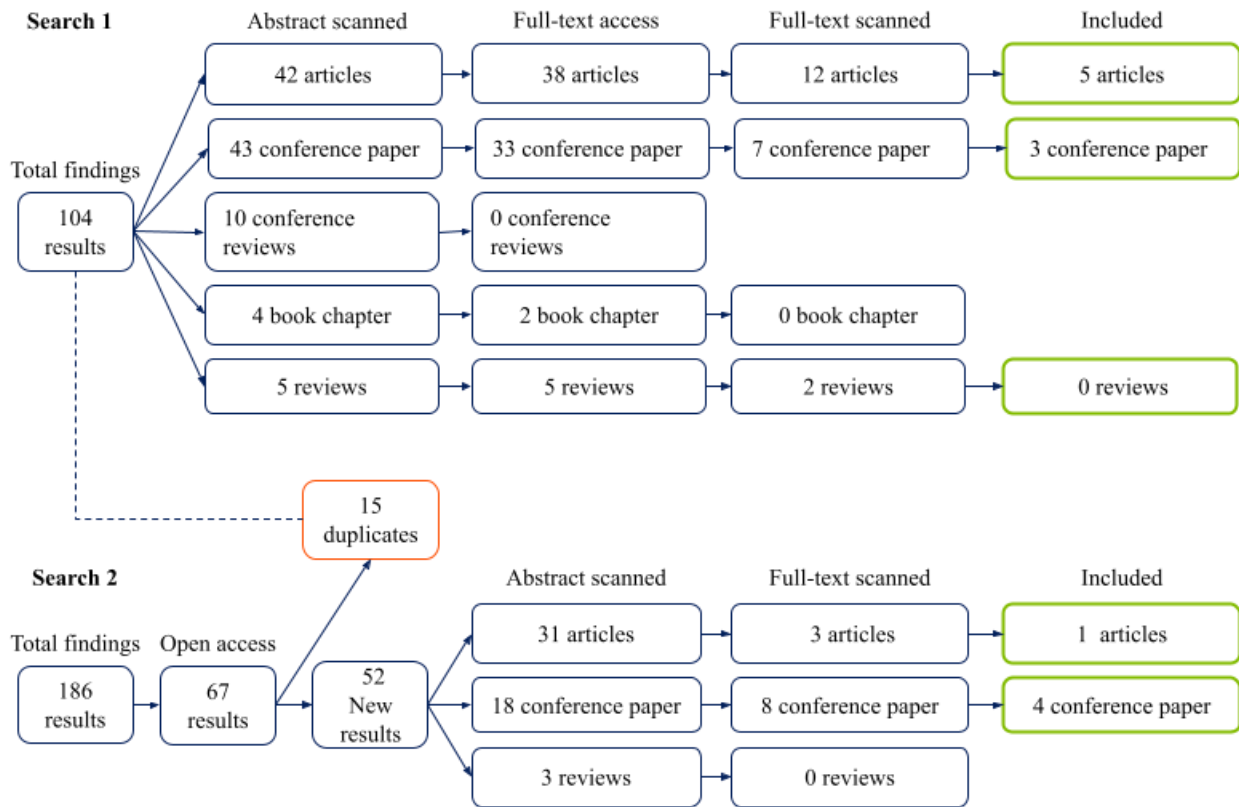 Search 1
Abstract scanned
Full-text access
Full-text scanned
Included
42 articles
38 articles
12 articles
5 articles
43 conference paper
33 conference paper
7 conference paper
3 conference paper
Total findings
104
results
10 conference
reviews
0 conference
reviews
4 book chapter
2 book chapter
0 book chapter
5 reviews
5 reviews
2 reviews
0 reviews
15
duplicates
Search 2
Abstract scanned
Full-text scanned
Included
31 articles
3 articles
1 articles
Total findings
Open access
186
results
67
results
52
New
results
18 conference paper
8 conference paper
4 conference paper
3 reviews
0 reviews